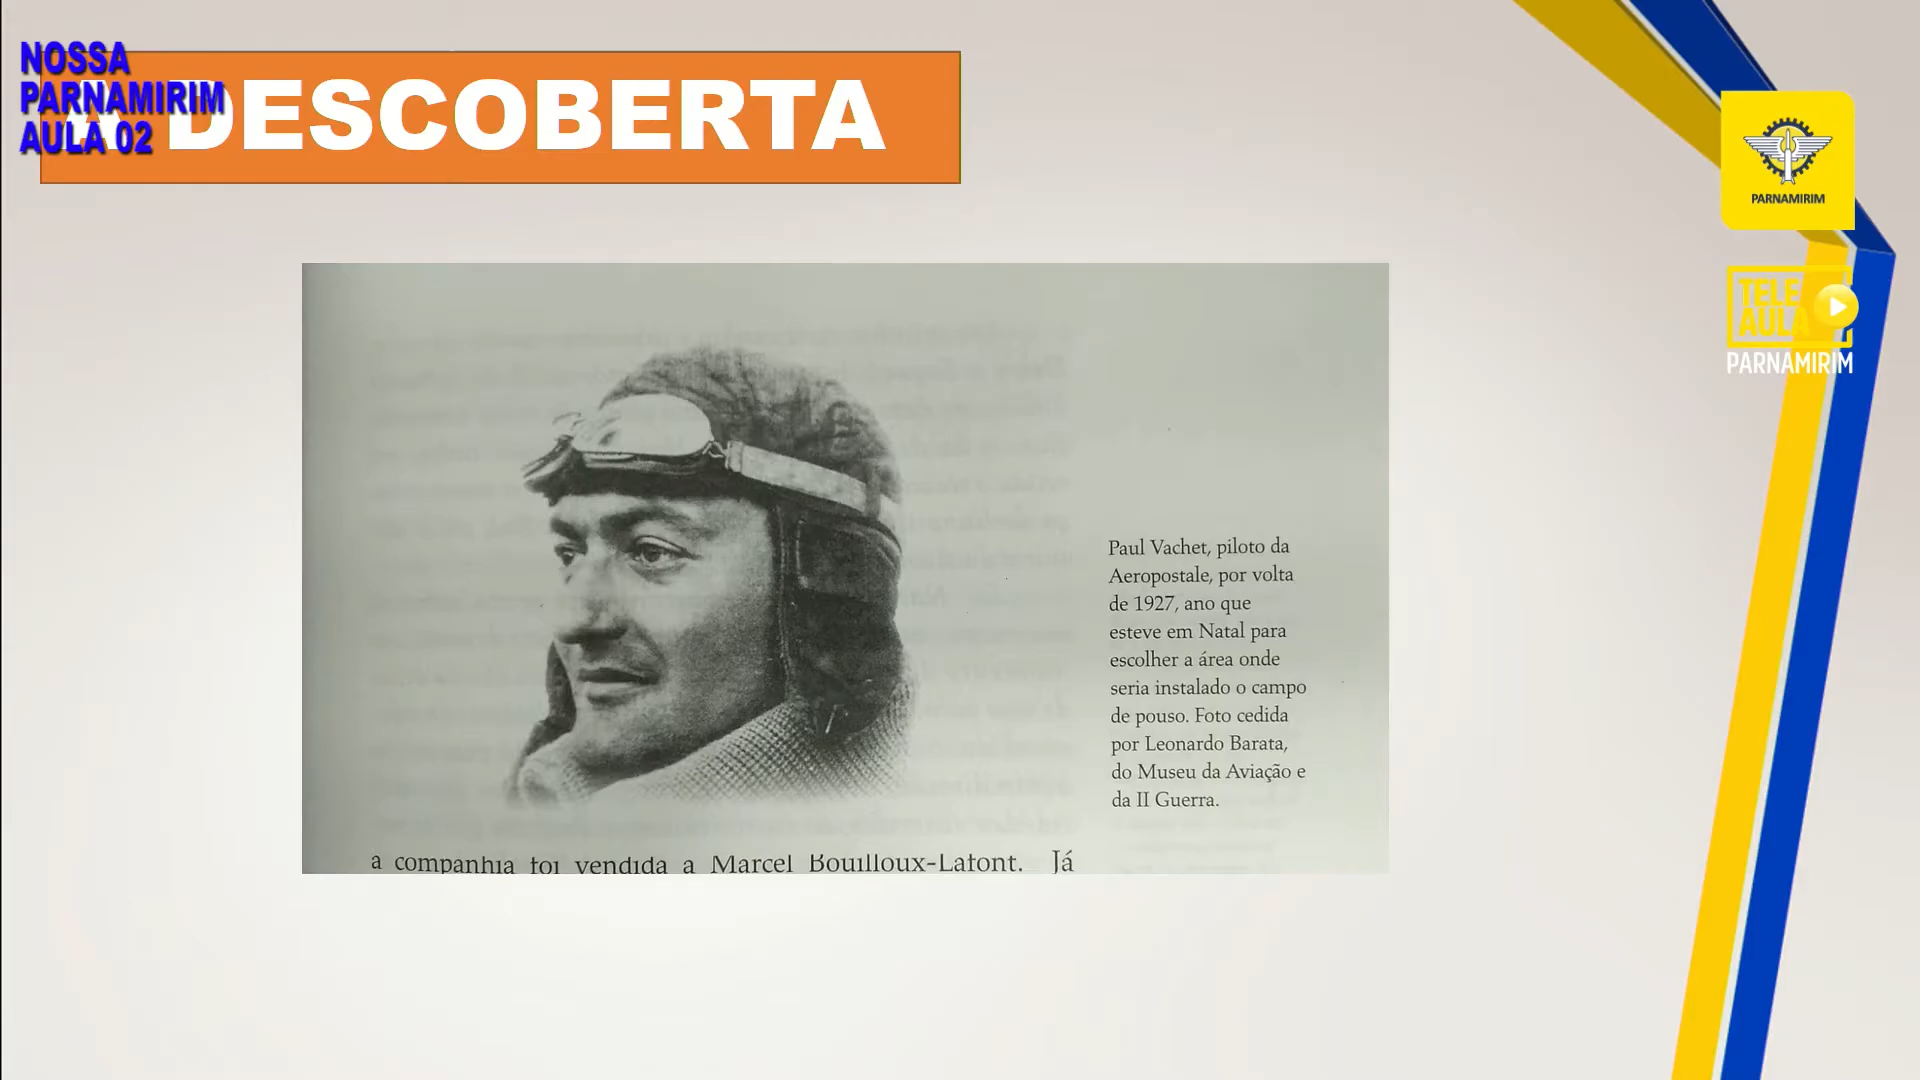 NOSSA
PARNAMIRIM
AULA 02
A DESCOBERTA
PARNAMIRIM
TELE
AULA
PARNAMIRIM
Paul Vachet, piloto da
Aeropostale, por volta
de 1927, ano que
esteve em Natal para
escolher a área onde
seria instalado o campo
de pouso. Foto cedida
por Leonardo Barata,
do Museu da Aviação e
da II Guerra.
a companhia foi vendida a Marcel Bouilloux-Lafont. Já